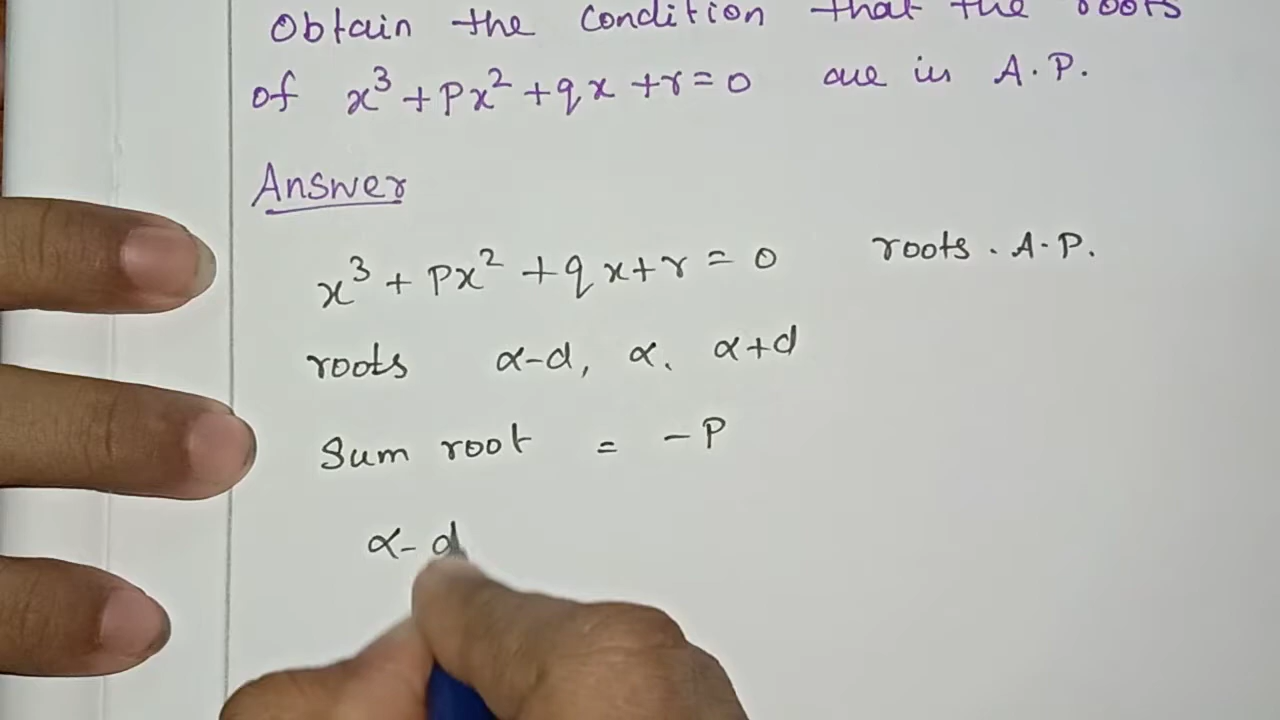 Obtain the Condition that the roots
of x³ + Px² + qx + r = 0 are in A.P.
Answer
x³ + Px² + qx + r = 0 roots. A.P.
roots α-d, α. α+d
Sum root = -P
α- d